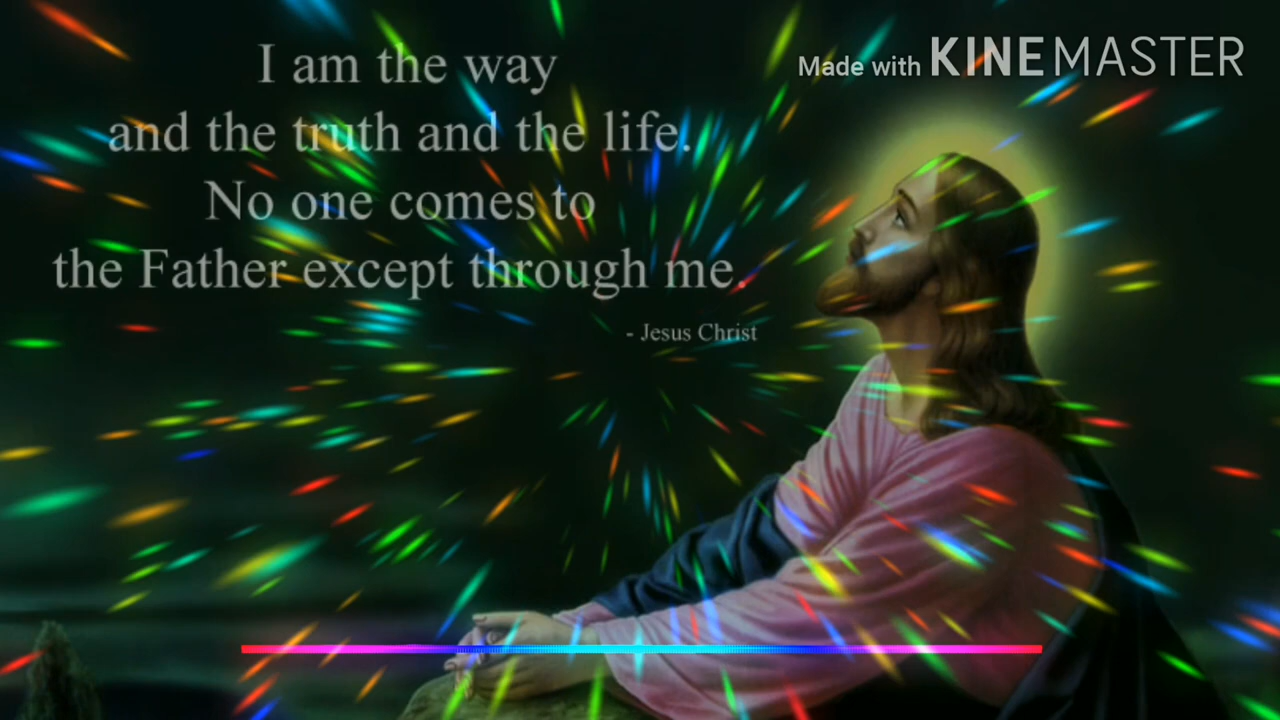 I am the way
and the truth and the life.
No one comes to
the Father except through me.
- Jesus Christ
Made with KINEMASTER